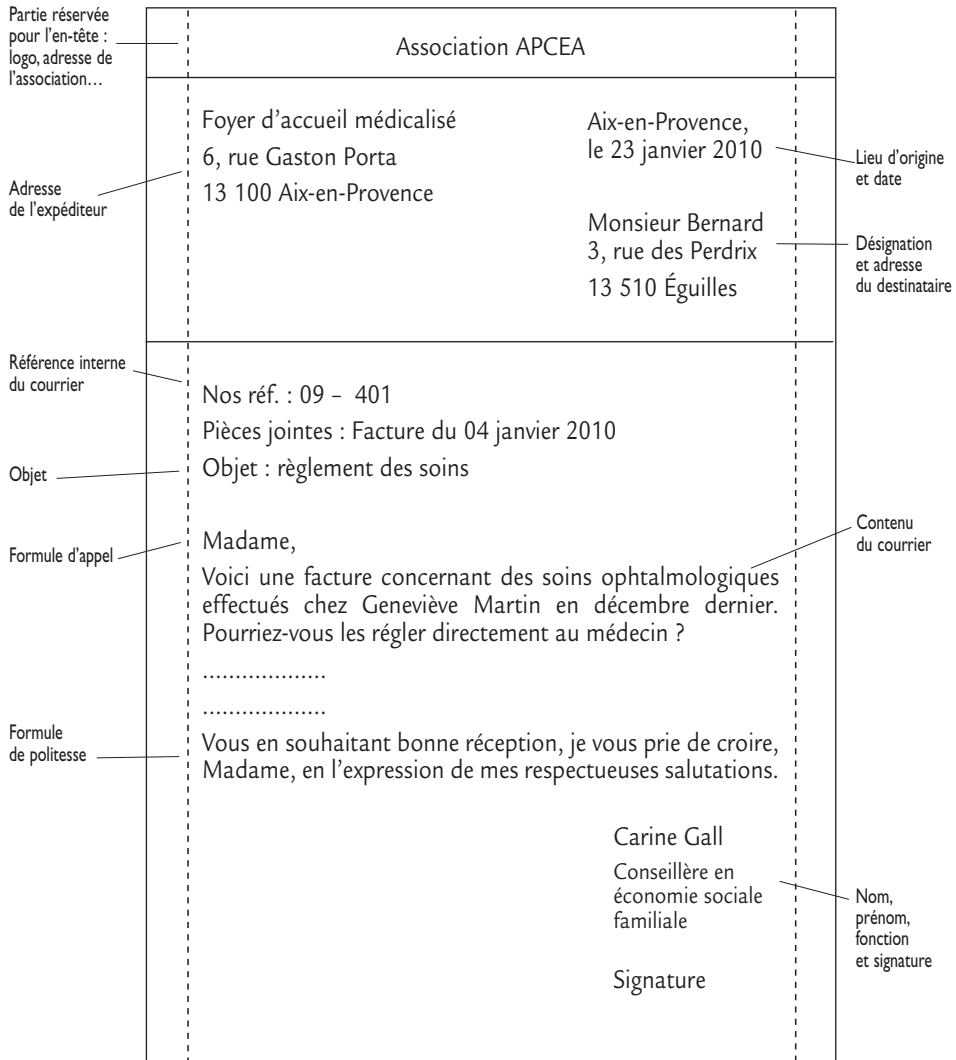 Partie réservée
pour l'en-tête :
logo, adresse de
l'association…
Association APCEA
Foyer d'accueil médicalisé
6, rue Gaston Porta
13 100 Aix-en-Provence
Adresse
de l'expéditeur
Aix-en-Provence,
le 23 janvier 2010
Lieu d'origine
et date
Monsieur Bernard
3, rue des Perdrix
13 510 Éguilles
Désignation
et adresse
du destinataire
Référence interne
du courrier
Nos réf. : 09 – 401
Pièces jointes : Facture du 04 janvier 2010
Objet
Objet : règlement des soins
Formule d'appel
Madame,
Contenu
du courrier
Voici une facture concernant des soins ophtalmologiques
effectués chez Geneviève Martin en décembre dernier.
Pourriez-vous les régler directement au médecin ?
...................
...................
Formule
de politesse
Vous en souhaitant bonne réception, je vous prie de croire,
Madame, en l'expression de mes respectueuses salutations.
Carine Gall
Conseillère en
économie sociale
familiale
Signature
Nom,
prénom,
fonction
et signature